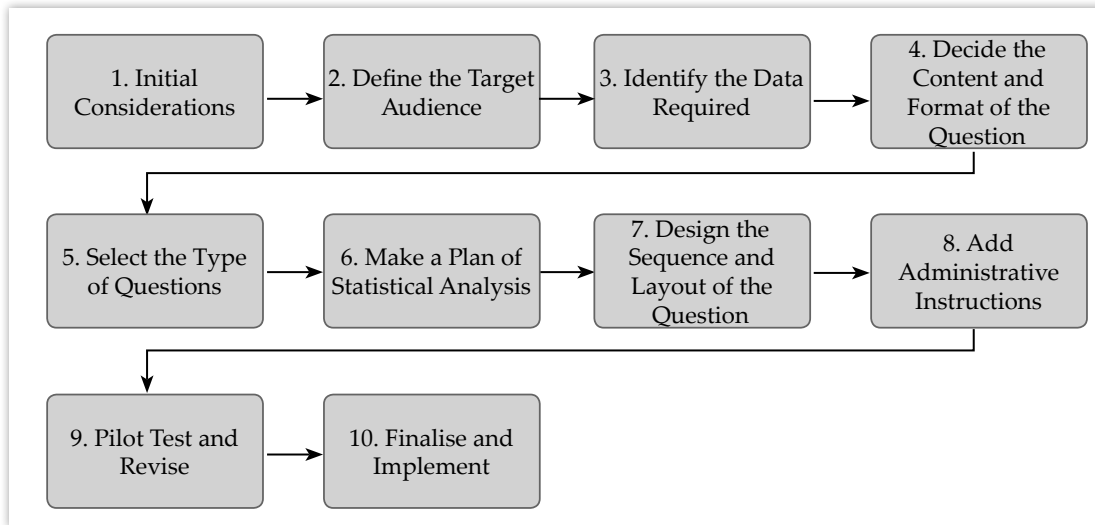 1. Initial
Considerations
2. Define the Target
Audience
3. Identify the Data
Required
4. Decide the
Content and
Format of the
Question
5. Select the Type
of Questions
6. Make a Plan of
Statistical Analysis
7. Design the
Sequence and
Layout of the
Question
8. Add
Administrative
Instructions
9. Pilot Test and
Revise
10. Finalise and
Implement